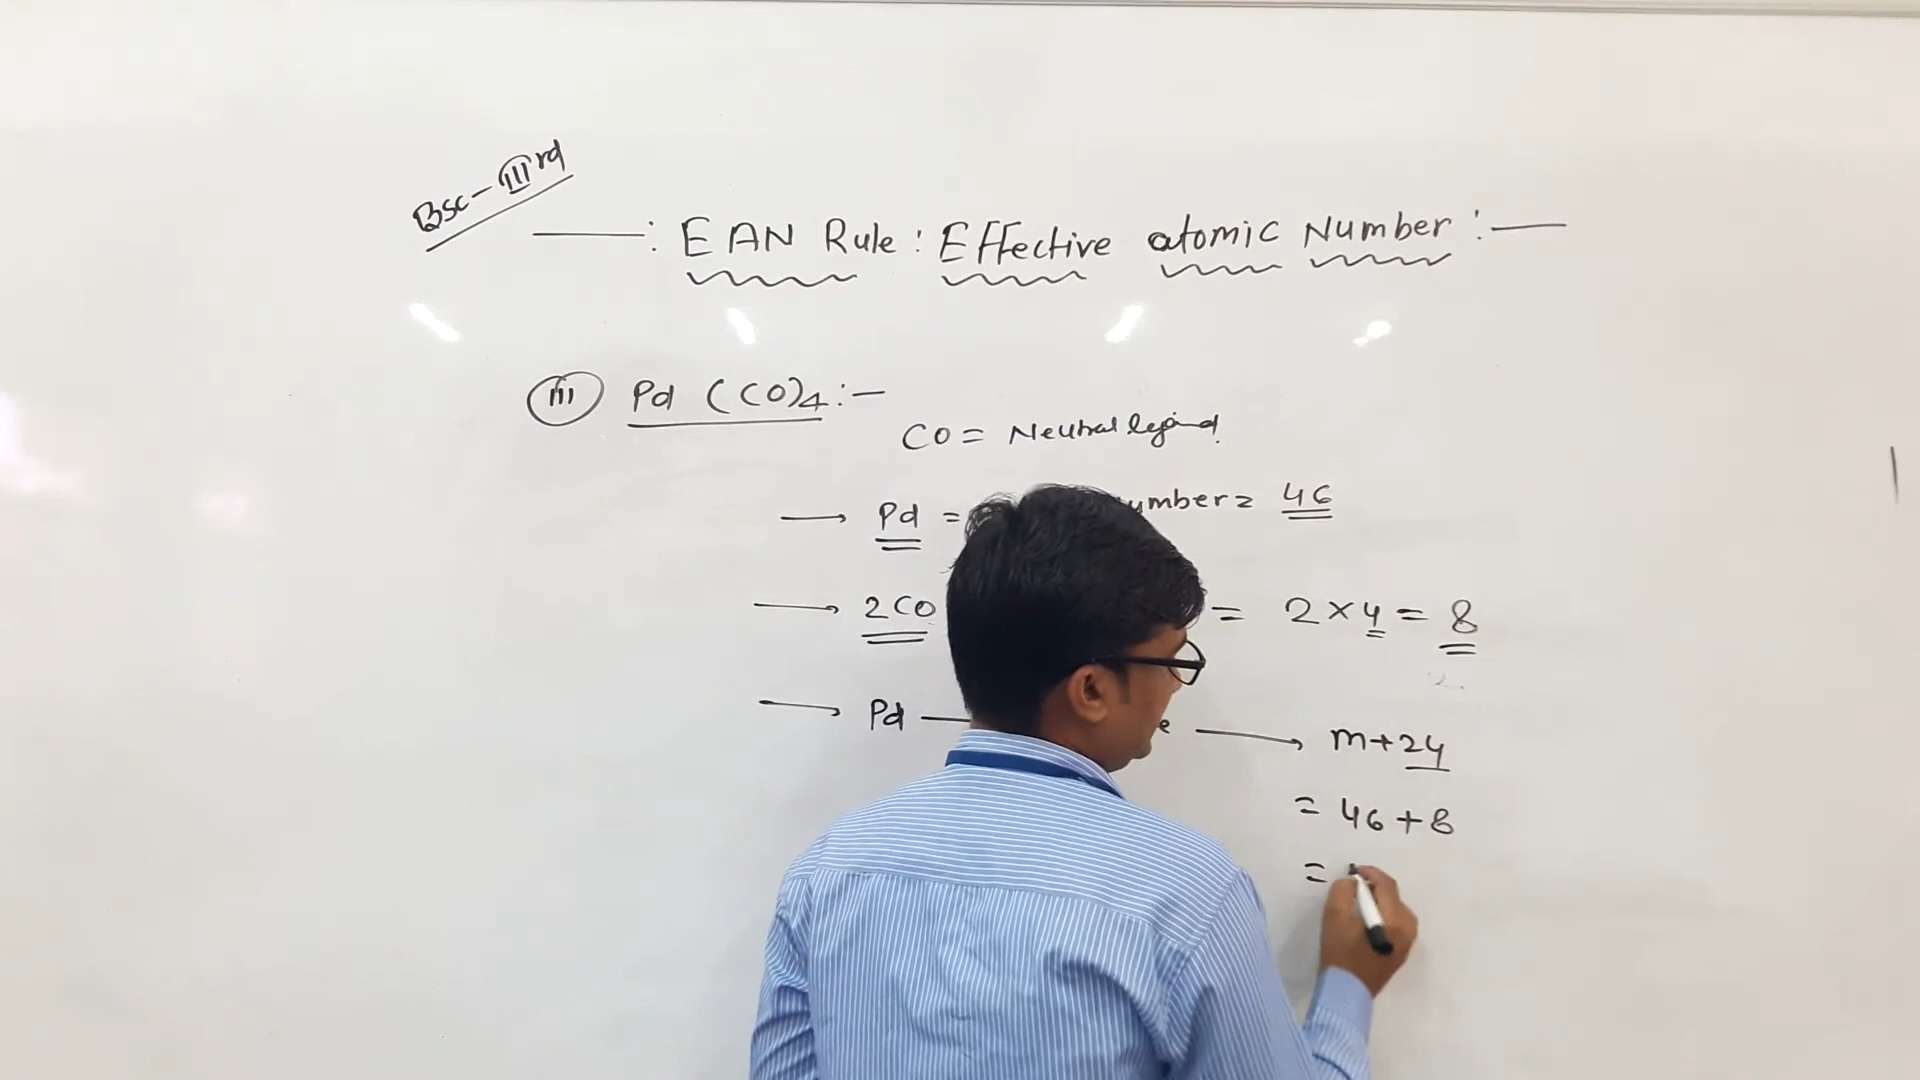 Bsc-IIIrd
: EAN Rule : Effective atomic Number :-
(III) Pd (CO)4 :-
CO = Neutral ligand.
→ Pd = umber = 46
→ 2CO = 2×4 = 8
→ Pd — e → m+2y
= 46+8
=